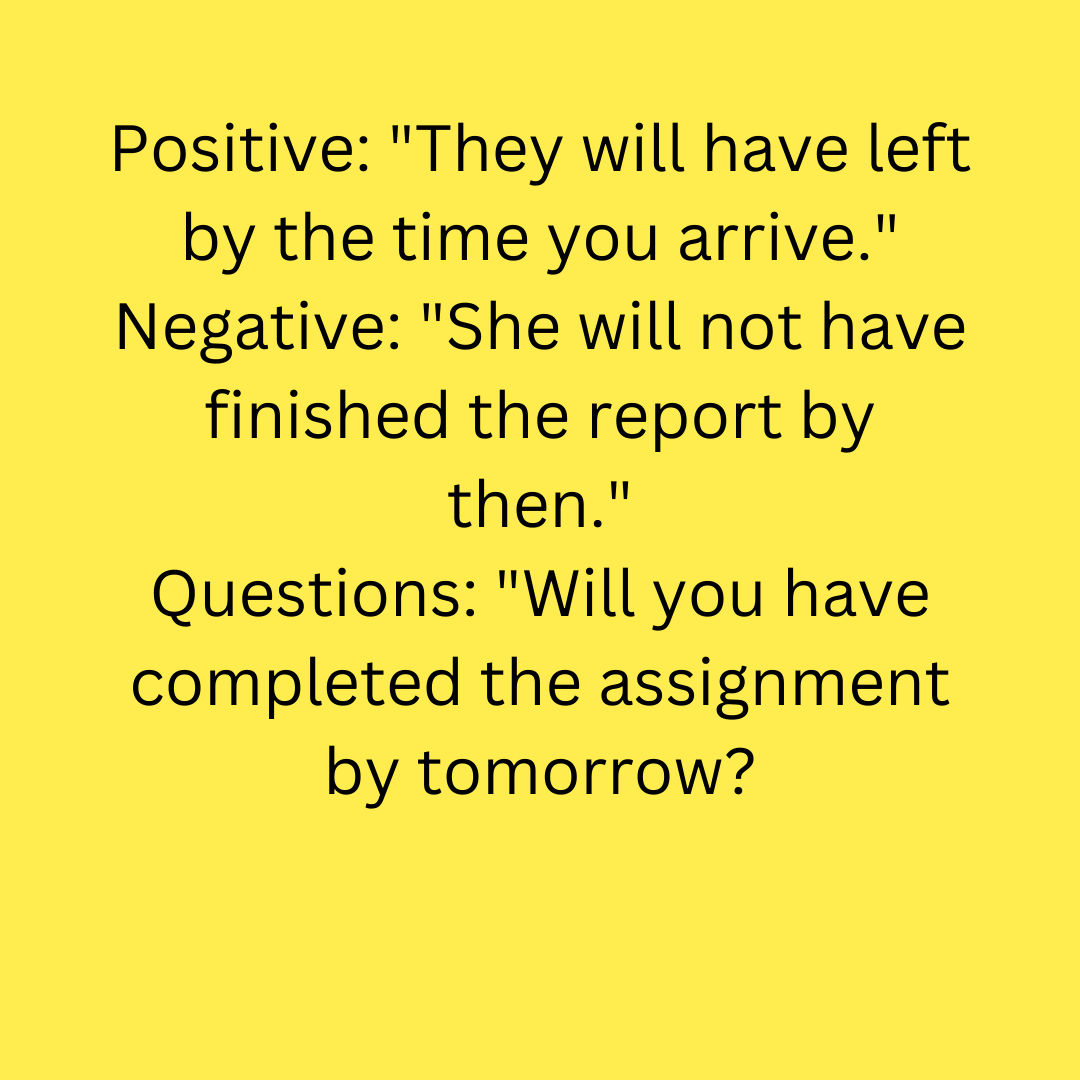 Positive: "They will have left
by the time you arrive."
Negative: "She will not have
finished the report by
then."
Questions: "Will you have
completed the assignment
by tomorrow?